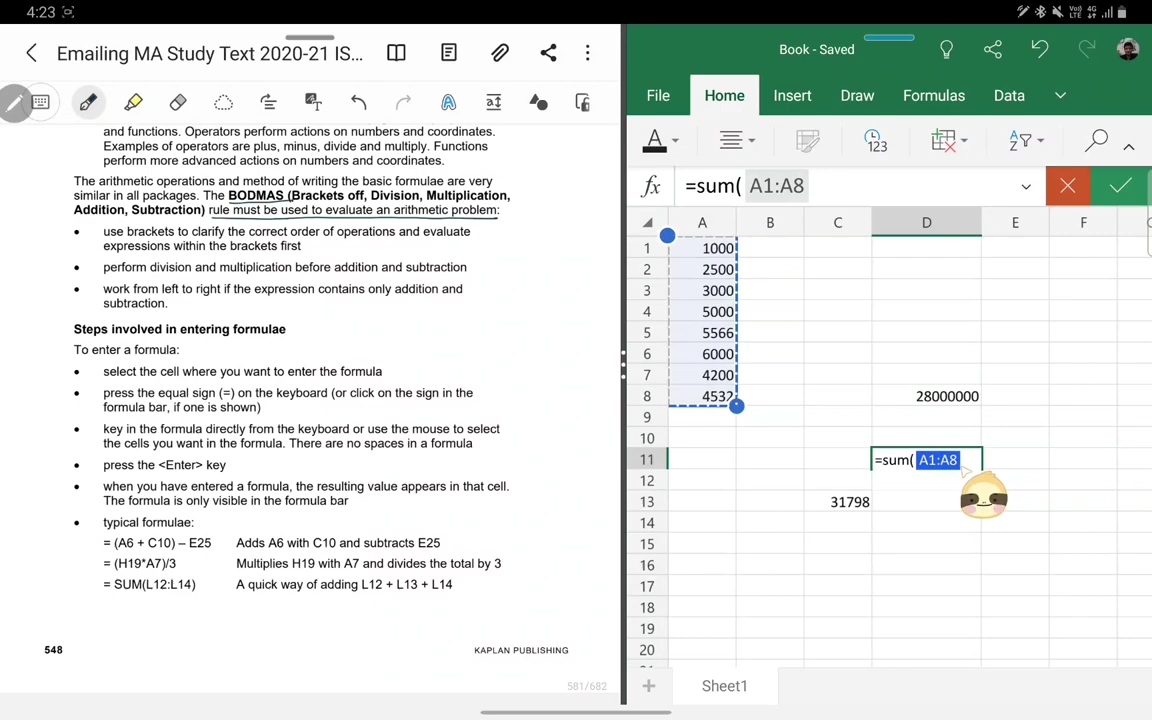 4:23
Emailing MA Study Text 2020-21 IS...
and functions. Operators perform actions on numbers and coordinates.
Examples of operators are plus, minus, divide and multiply. Functions
perform more advanced actions on numbers and coordinates.
The arithmetic operations and method of writing the basic formulae are very
similar in all packages. The BODMAS (Brackets off, Division, Multiplication,
Addition, Subtraction) rule must be used to evaluate an arithmetic problem:
• use brackets to clarify the correct order of operations and evaluate
expressions within the brackets first
• perform division and multiplication before addition and subtraction
• work from left to right if the expression contains only addition and
subtraction.
Steps involved in entering formulae
To enter a formula:
• select the cell where you want to enter the formula
• press the equal sign (=) on the keyboard (or click on the sign in the
formula bar, if one is shown)
• key in the formula directly from the keyboard or use the mouse to select
the cells you want in the formula. There are no spaces in a formula
• press the <Enter> key
• when you have entered a formula, the resulting value appears in that cell.
The formula is only visible in the formula bar
• typical formulae:
= (A6 + C10) – E25 Adds A6 with C10 and subtracts E25
= (H19*A7)/3 Multiplies H19 with A7 and divides the total by 3
= SUM(L12:L14) A quick way of adding L12 + L13 + L14
548 KAPLAN PUBLISHING
581/682
VoLTE 4G
Book - Saved
File Home Insert Draw Formulas Data
A 123
fx =sum( A1:A8
A B C D E F
1 1000
2 2500
3 3000
4 5000
5 5566
6 6000
7 4200
8 4532 28000000
9
10
11 =sum( A1:A8
12
13 31798
14
15
16
17
18
19
20
+ Sheet1